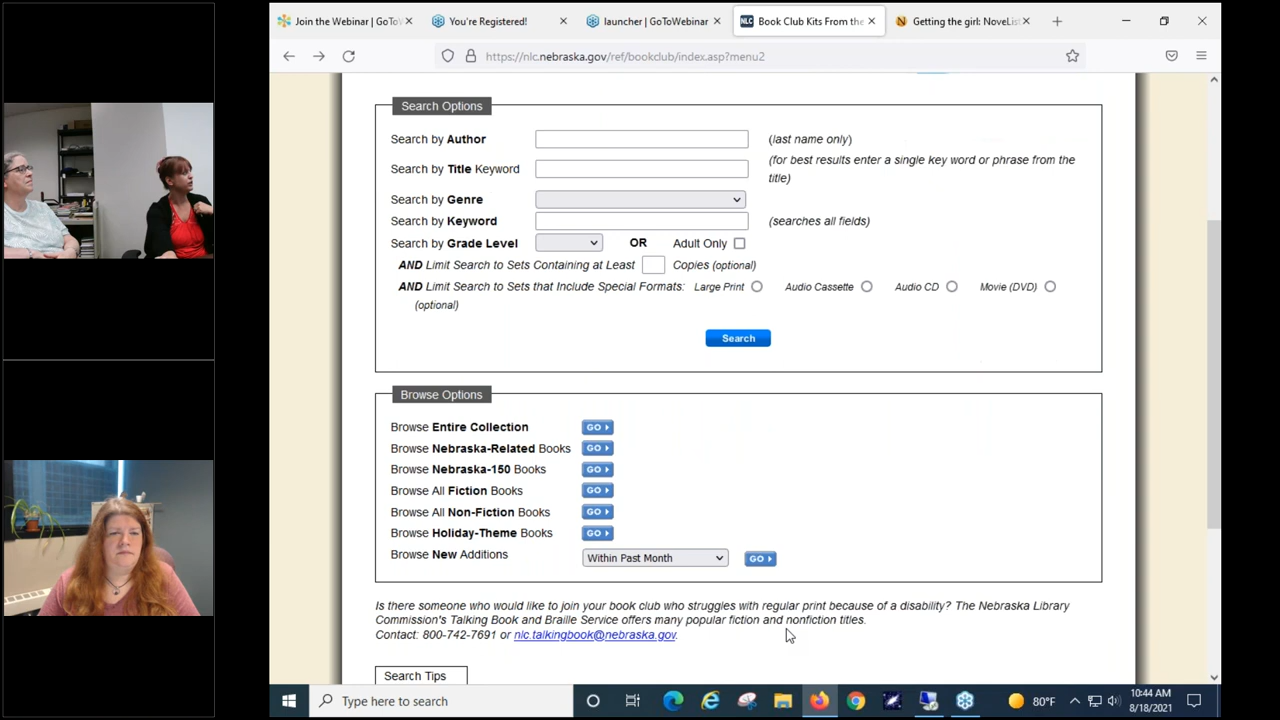 Join the Webinar | GoToW
You're Registered!
launcher | GoToWebinar
NLC Book Club Kits From the
Getting the girl: NoveList
https://nlc.nebraska.gov/ref/bookclub/index.asp?menu2
Search Options
Search by Author (last name only)
Search by Title Keyword (for best results enter a single key word or phrase from the
title)
Search by Genre
Search by Keyword (searches all fields)
Search by Grade Level OR Adult Only
AND Limit Search to Sets Containing at Least Copies (optional)
AND Limit Search to Sets that Include Special Formats: Large Print Audio Cassette Audio CD Movie (DVD)
(optional)
Search
Browse Options
Browse Entire Collection GO
Browse Nebraska-Related Books GO
Browse Nebraska-150 Books GO
Browse All Fiction Books GO
Browse All Non-Fiction Books GO
Browse Holiday-Theme Books GO
Browse New Additions Within Past Month GO
Is there someone who would like to join your book club who struggles with regular print because of a disability? The Nebraska Library
Commission's Talking Book and Braille Service offers many popular fiction and nonfiction titles.
Contact: 800-742-7691 or nlc.talkingbook@nebraska.gov.
Search Tips
Type here to search
80°F
10:44 AM
8/18/2021